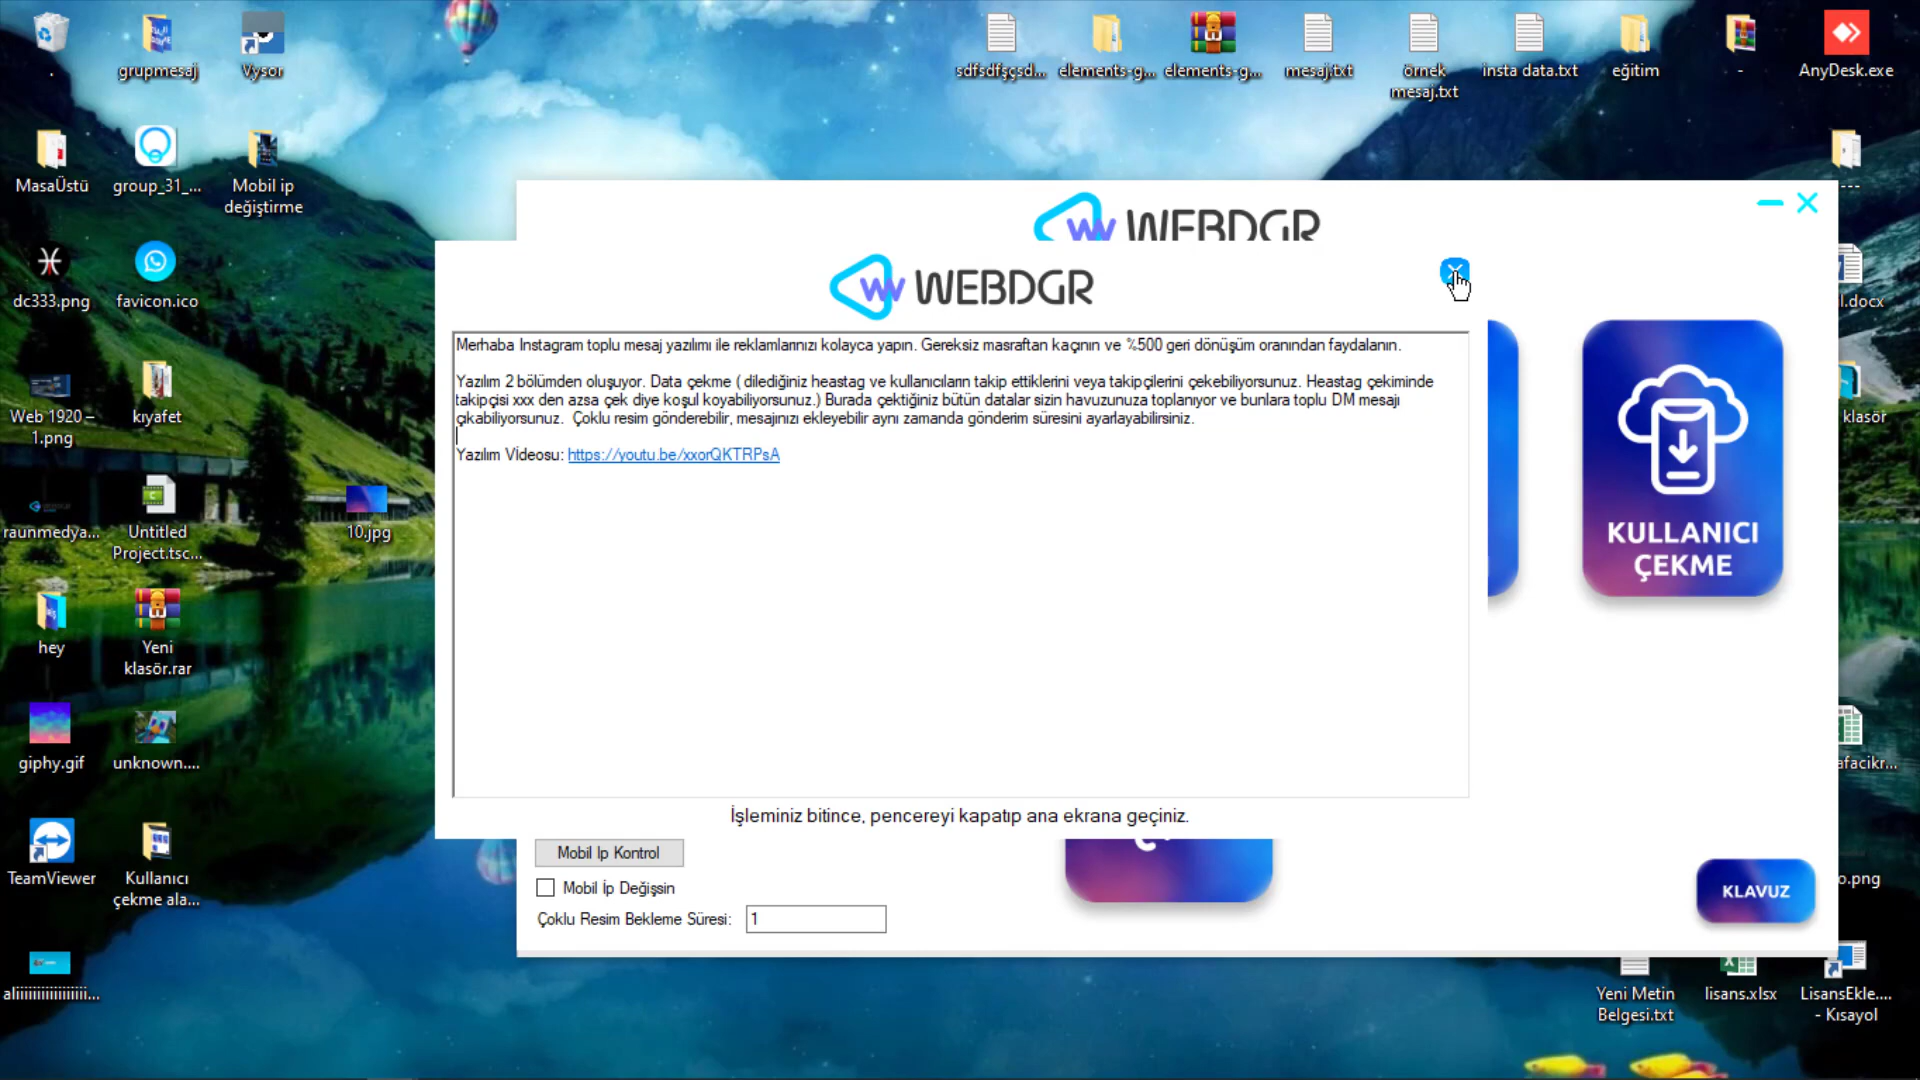 .
grupmesaj
Vysor
sdfsdfşçsd...
elements-g...
elements-g...
mesaj.txt
örnek
mesaj.txt
insta data.txt
eğitim
-
AnyDesk.exe
MasaÜstü
group_31_...
Mobil ip
değiştirme
---
WEBDGR
WEBDGR
dc333.png
favicon.ico
Merhaba Instagram toplu mesaj yazılımı ile reklamlarınızı kolayca yapın. Gereksiz masraftan kaçının ve %500 geri dönüşüm oranından faydalanın.
Yazılım 2 bölümden oluşuyor. Data çekme ( dilediğiniz heastag ve kullanıcıların takip ettiklerini veya takipçilerini çekebiliyorsunuz. Heastag çekiminde
takipçisi xxx den azsa çek diye koşul koyabiliyorsunuz.) Burada çektiğiniz bütün datalar sizin havuzunuza toplanıyor ve bunlara toplu DM mesajı
çıkabiliyorsunuz. Çoklu resim gönderebilir, mesajınızı ekleyebilir aynı zamanda gönderim süresini ayarlayabilirsiniz.
Yazılım Vİdeosu: https://youtu.be/xxorQKTRPsA
İşleminiz bitince, pencereyi kapatıp ana ekrana geçiniz.
KULLANICI
ÇEKME
l.docx
Web 1920 –
1.png
kıyafet
klasör
raunmedya...
Untitled
Project.tsc...
10.jpg
hey
Yeni
klasör.rar
giphy.gif
unknown....
afacikr...
TeamViewer
Kullanıcı
çekme ala...
Mobil Ip Kontrol
Mobil İp Değişsin
Çoklu Resim Bekleme Süresi:
1
KLAVUZ
o.png
aliiiiiiiiiiiiiiiii...
Yeni Metin
Belgesi.txt
lisans.xlsx
LisansEkle....
- Kısayol